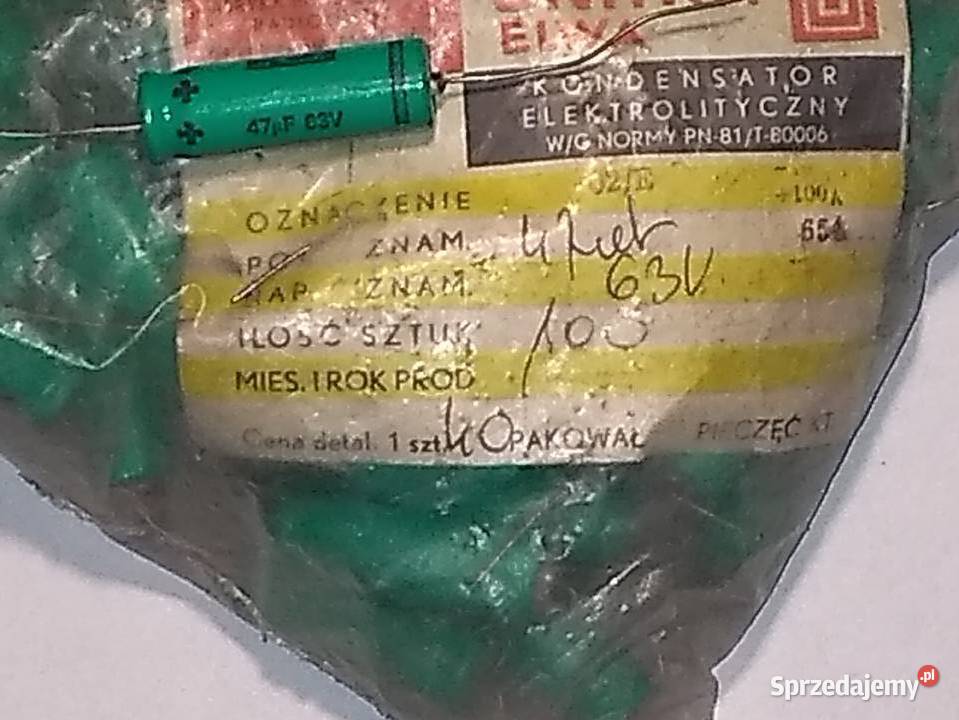 ELWA
KONDENSATOR
ELEKTROLITYCZNY
W/G NORMY PN-81/T-80006
47µF 63V
OZNACZENIE 02/E +100%
ZNAM. 47µF
ZNAM. 63V
ILOŚĆ SZTUK 100
MIES. I ROK PROD
Cena detal. 1 szt. PAKOWAŁ PIECZĘĆ KT
Sprzedajemy.pl